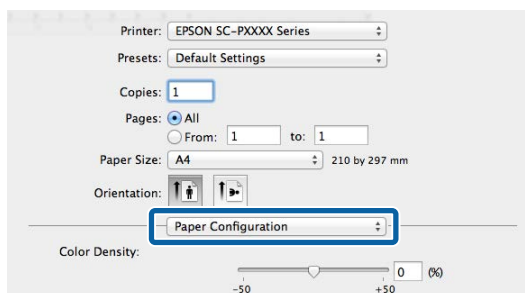 Printer: EPSON SC-PXXXX Series
Presets: Default Settings
Copies: 1
Pages: All
From: 1 to: 1
Paper Size: A4 210 by 297 mm
Orientation:
Paper Configuration
Color Density:
0 (%)
-50 +50